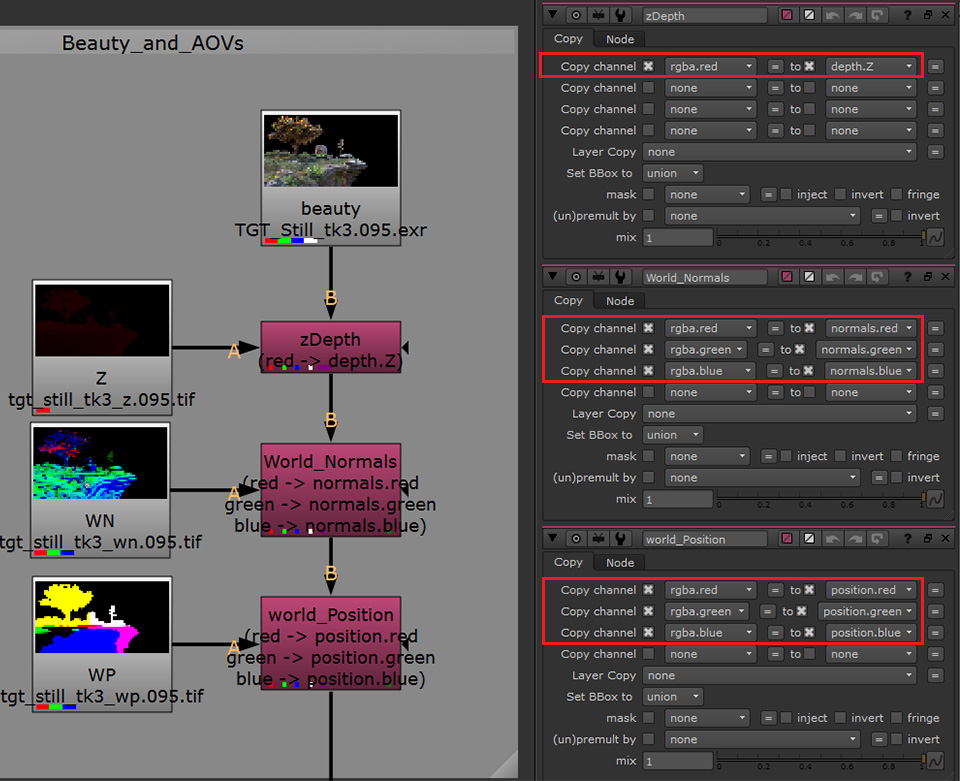 Beauty_and_AOVs
beauty
TGT_Still_tk3.095.exr
B
zDepth
(red -> depth.Z)
A
Z
tgt_still_tk3_z.095.tif
B
World_Normals
(red -> normals.red
green -> normals.green
blue -> normals.blue)
A
WN
tgt_still_tk3_wn.095.tif
B
world_Position
(red -> position.red
green -> position.green
blue -> position.blue)
A
WP
tgt_still_tk3_wp.095.tif
zDepth ?
Copy Node
Copy channel rgba.red = to depth.Z =
Copy channel none = to none =
Copy channel none = to none =
Copy channel none = to none =
Layer Copy none =
Set BBox to union
mask none = inject invert fringe
(un)premult by none = invert
mix 1 0 0.2 0.4 0.6 0.8 1
World_Normals ?
Copy Node
Copy channel rgba.red = to normals.red =
Copy channel rgba.green = to normals.green =
Copy channel rgba.blue = to normals.blue =
Copy channel none = to none =
Layer Copy none =
Set BBox to union
mask none = inject invert fringe
(un)premult by none = invert
mix 1 0 0.2 0.4 0.6 0.8 1
world_Position ?
Copy Node
Copy channel rgba.red = to position.red =
Copy channel rgba.green = to position.green =
Copy channel rgba.blue = to position.blue =
Copy channel none = to none =
Layer Copy none =
Set BBox to union
mask none = inject invert fringe
(un)premult by none = invert
mix 1 0 0.2 0.4 0.6 0.8 1